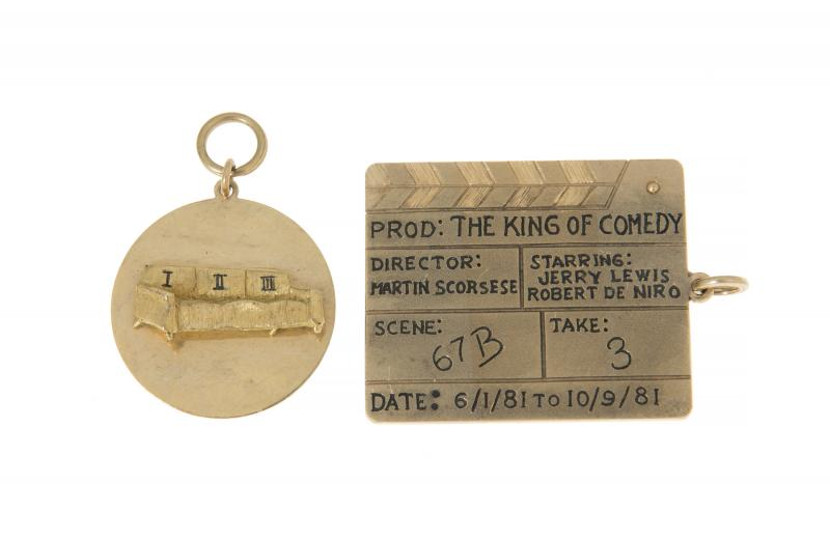 I II III
PROD: THE KING OF COMEDY
DIRECTOR:
MARTIN SCORSESE
STARRING:
JERRY LEWIS
ROBERT DE NIRO
SCENE:
67B
TAKE:
3
DATE: 6/1/81 TO 10/9/81